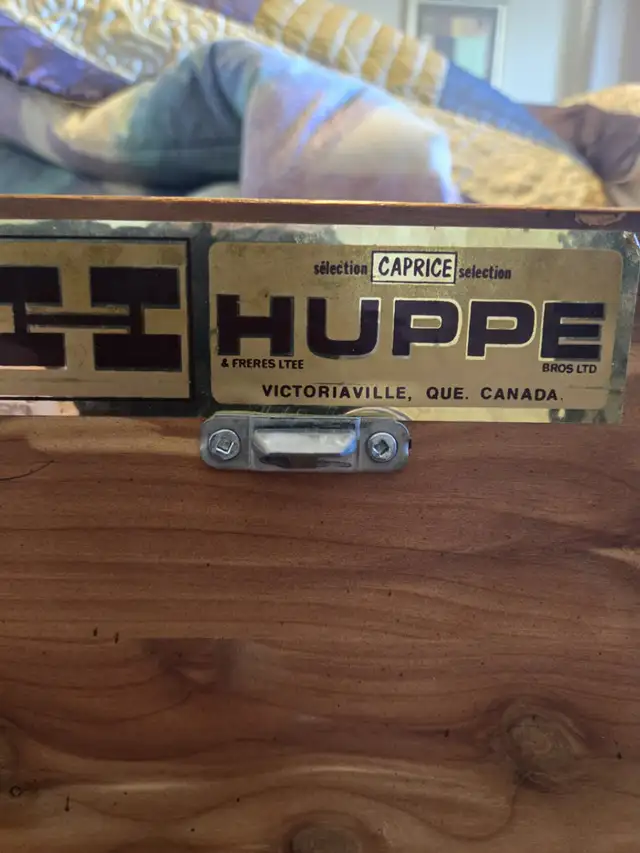 sélection CAPRICE selection
HUPPE
& FRERES LTEE BROS LTD
VICTORIAVILLE, QUE. CANADA.